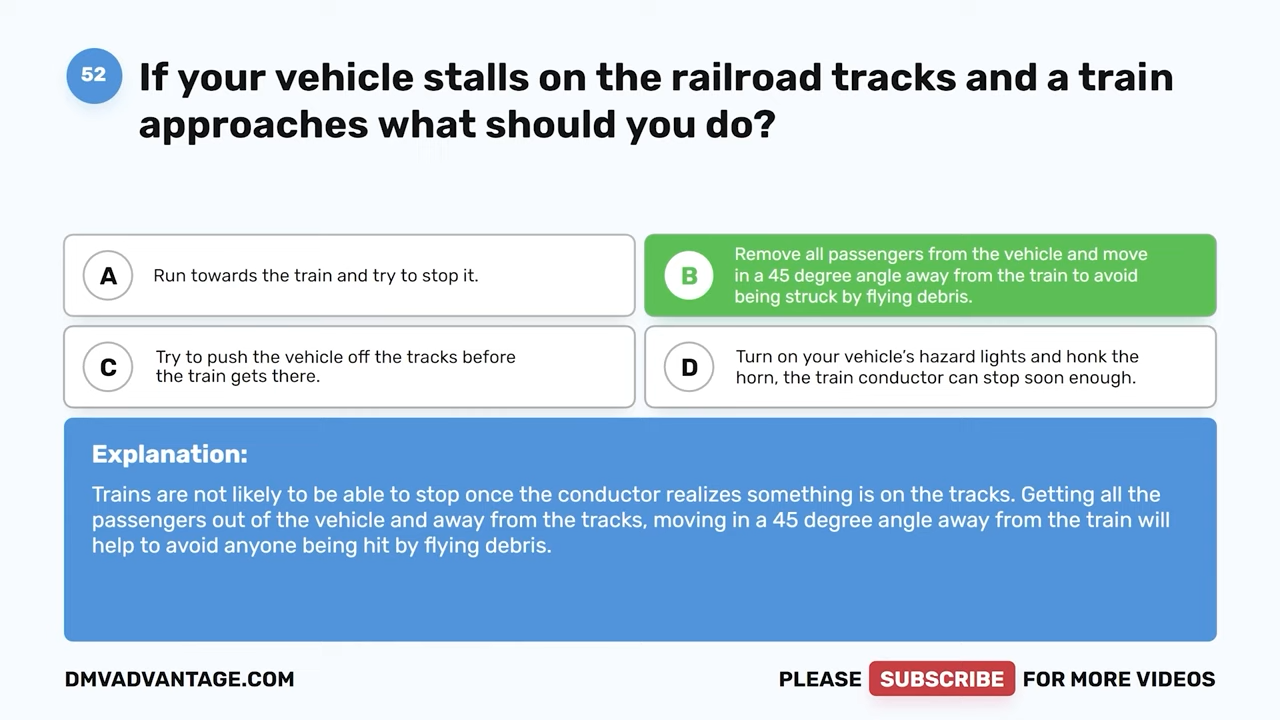 52
If your vehicle stalls on the railroad tracks and a train
approaches what should you do?
A
Run towards the train and try to stop it.
B
Remove all passengers from the vehicle and move
in a 45 degree angle away from the train to avoid
being struck by flying debris.
C
Try to push the vehicle off the tracks before
the train gets there.
D
Turn on your vehicle’s hazard lights and honk the
horn, the train conductor can stop soon enough.
Explanation:
Trains are not likely to be able to stop once the conductor realizes something is on the tracks. Getting all the
passengers out of the vehicle and away from the tracks, moving in a 45 degree angle away from the train will
help to avoid anyone being hit by flying debris.
DMVADVANTAGE.COM
PLEASE SUBSCRIBE FOR MORE VIDEOS